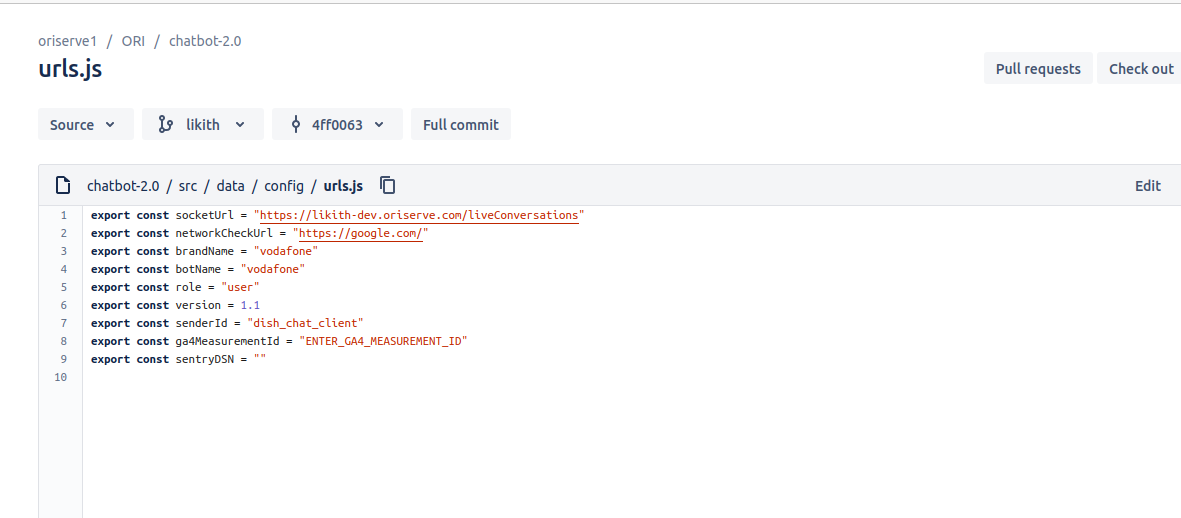 oriserve1 / ORI / chatbot-2.0
urls.js
Pull requests Check out
Source likith 4ff0063 Full commit
chatbot-2.0 / src / data / config / urls.js Edit
1 export const socketUrl = "https://likith-dev.oriserve.com/liveConversations"
2 export const networkCheckUrl = "https://google.com/"
3 export const brandName = "vodafone"
4 export const botName = "vodafone"
5 export const role = "user"
6 export const version = 1.1
7 export const senderId = "dish_chat_client"
8 export const ga4MeasurementId = "ENTER_GA4_MEASUREMENT_ID"
9 export const sentryDSN = ""
10